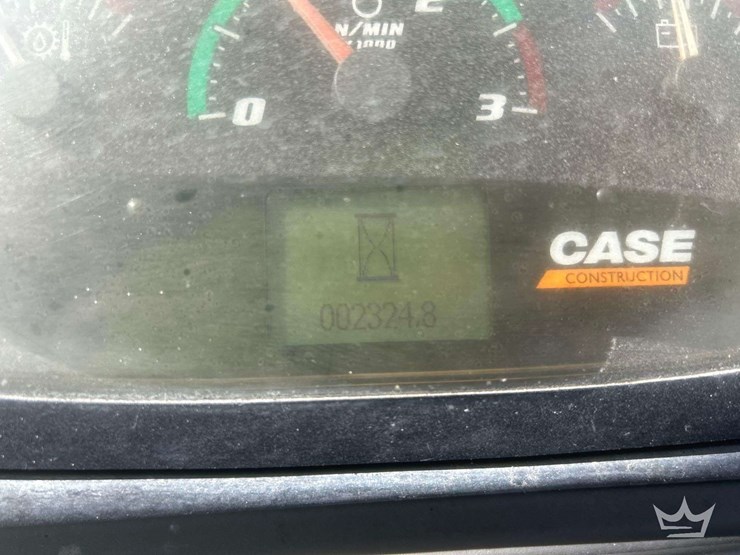 2
N/MIN
x1000
0
3
CASE
CONSTRUCTION
002324.8